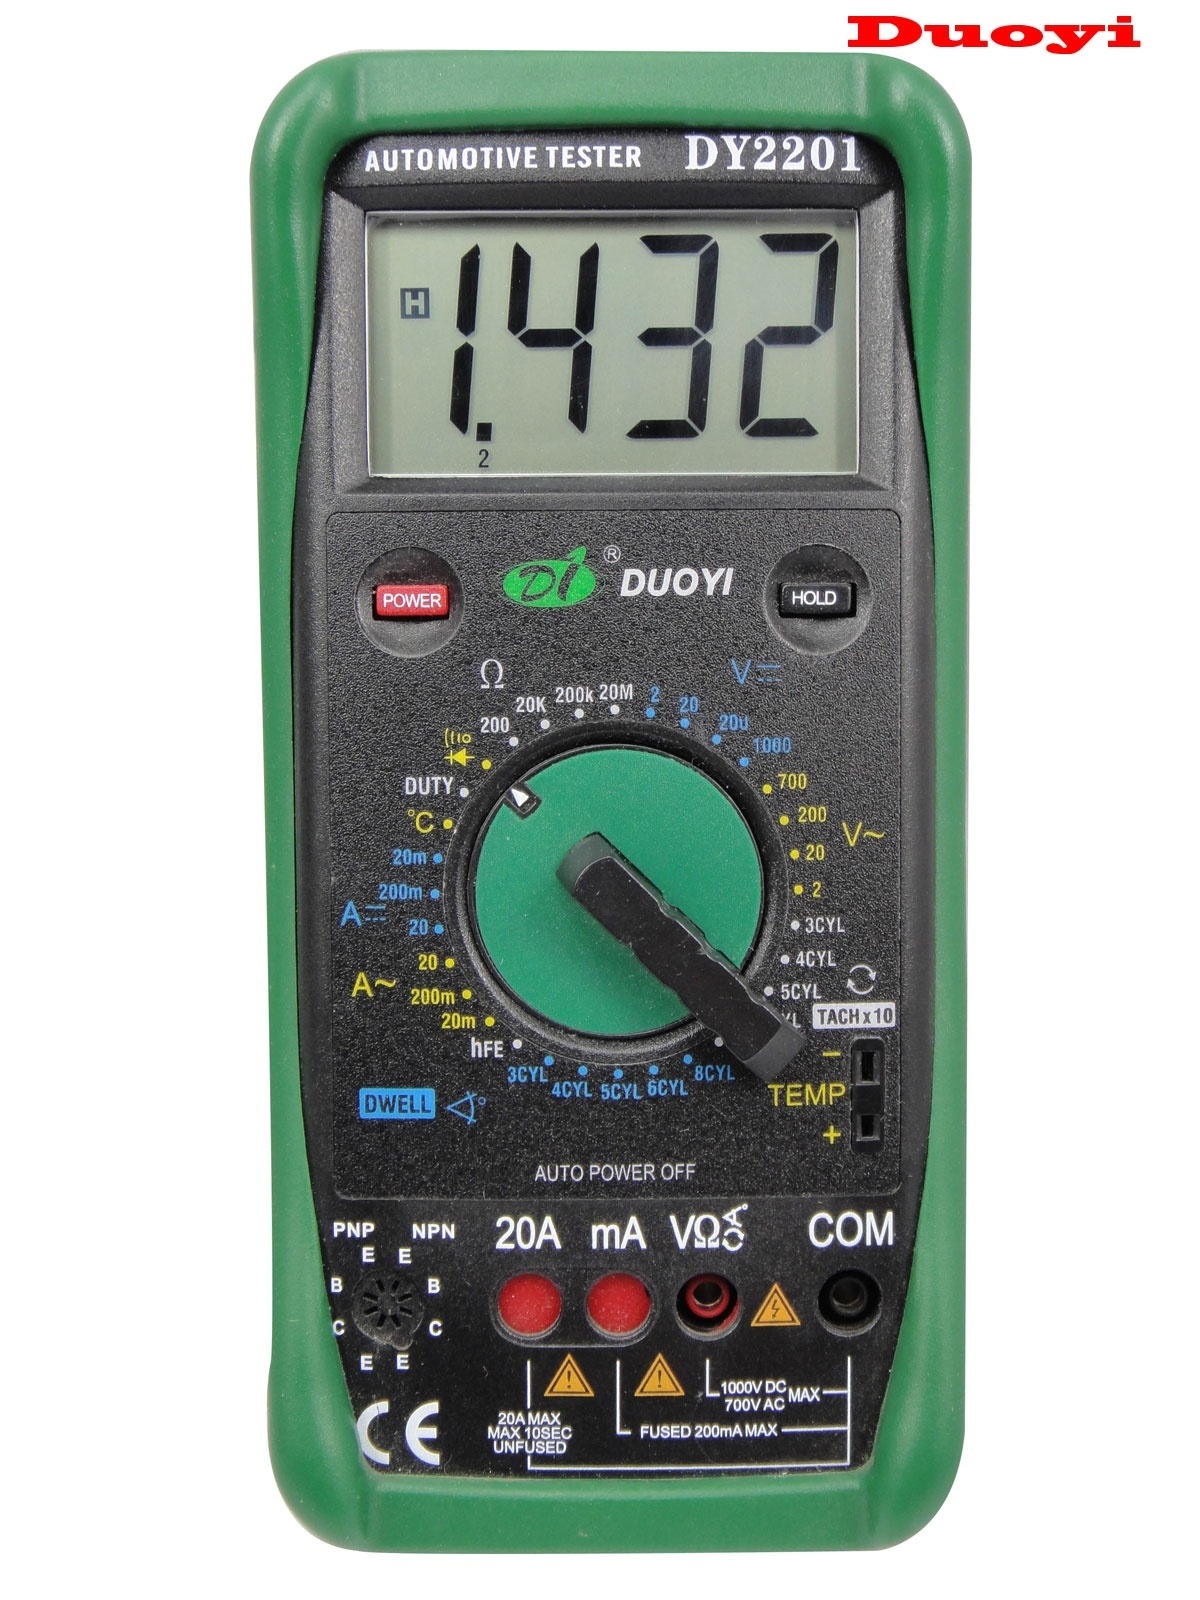 Duoyi
AUTOMOTIVE TESTER DY2201
H 1.432
2
DI® DUOYI
POWER
HOLD
Ω
V
200 20K 200k 20M 2 20 200 1000
DUTY
°C
20m
200m
A
20
20
A~
200m
20m
hFE
700
200
V~
20
2
3CYL
4CYL
5CYL
TACH x 10
3CYL 4CYL 5CYL 6CYL 8CYL
DWELL
−
TEMP
+
AUTO POWER OFF
PNP NPN
E E
B B
C C
E E
20A mA VΩ COM
1000V DC
700V AC MAX
20A MAX
MAX 10SEC
UNFUSED
FUSED 200mA MAX
CE